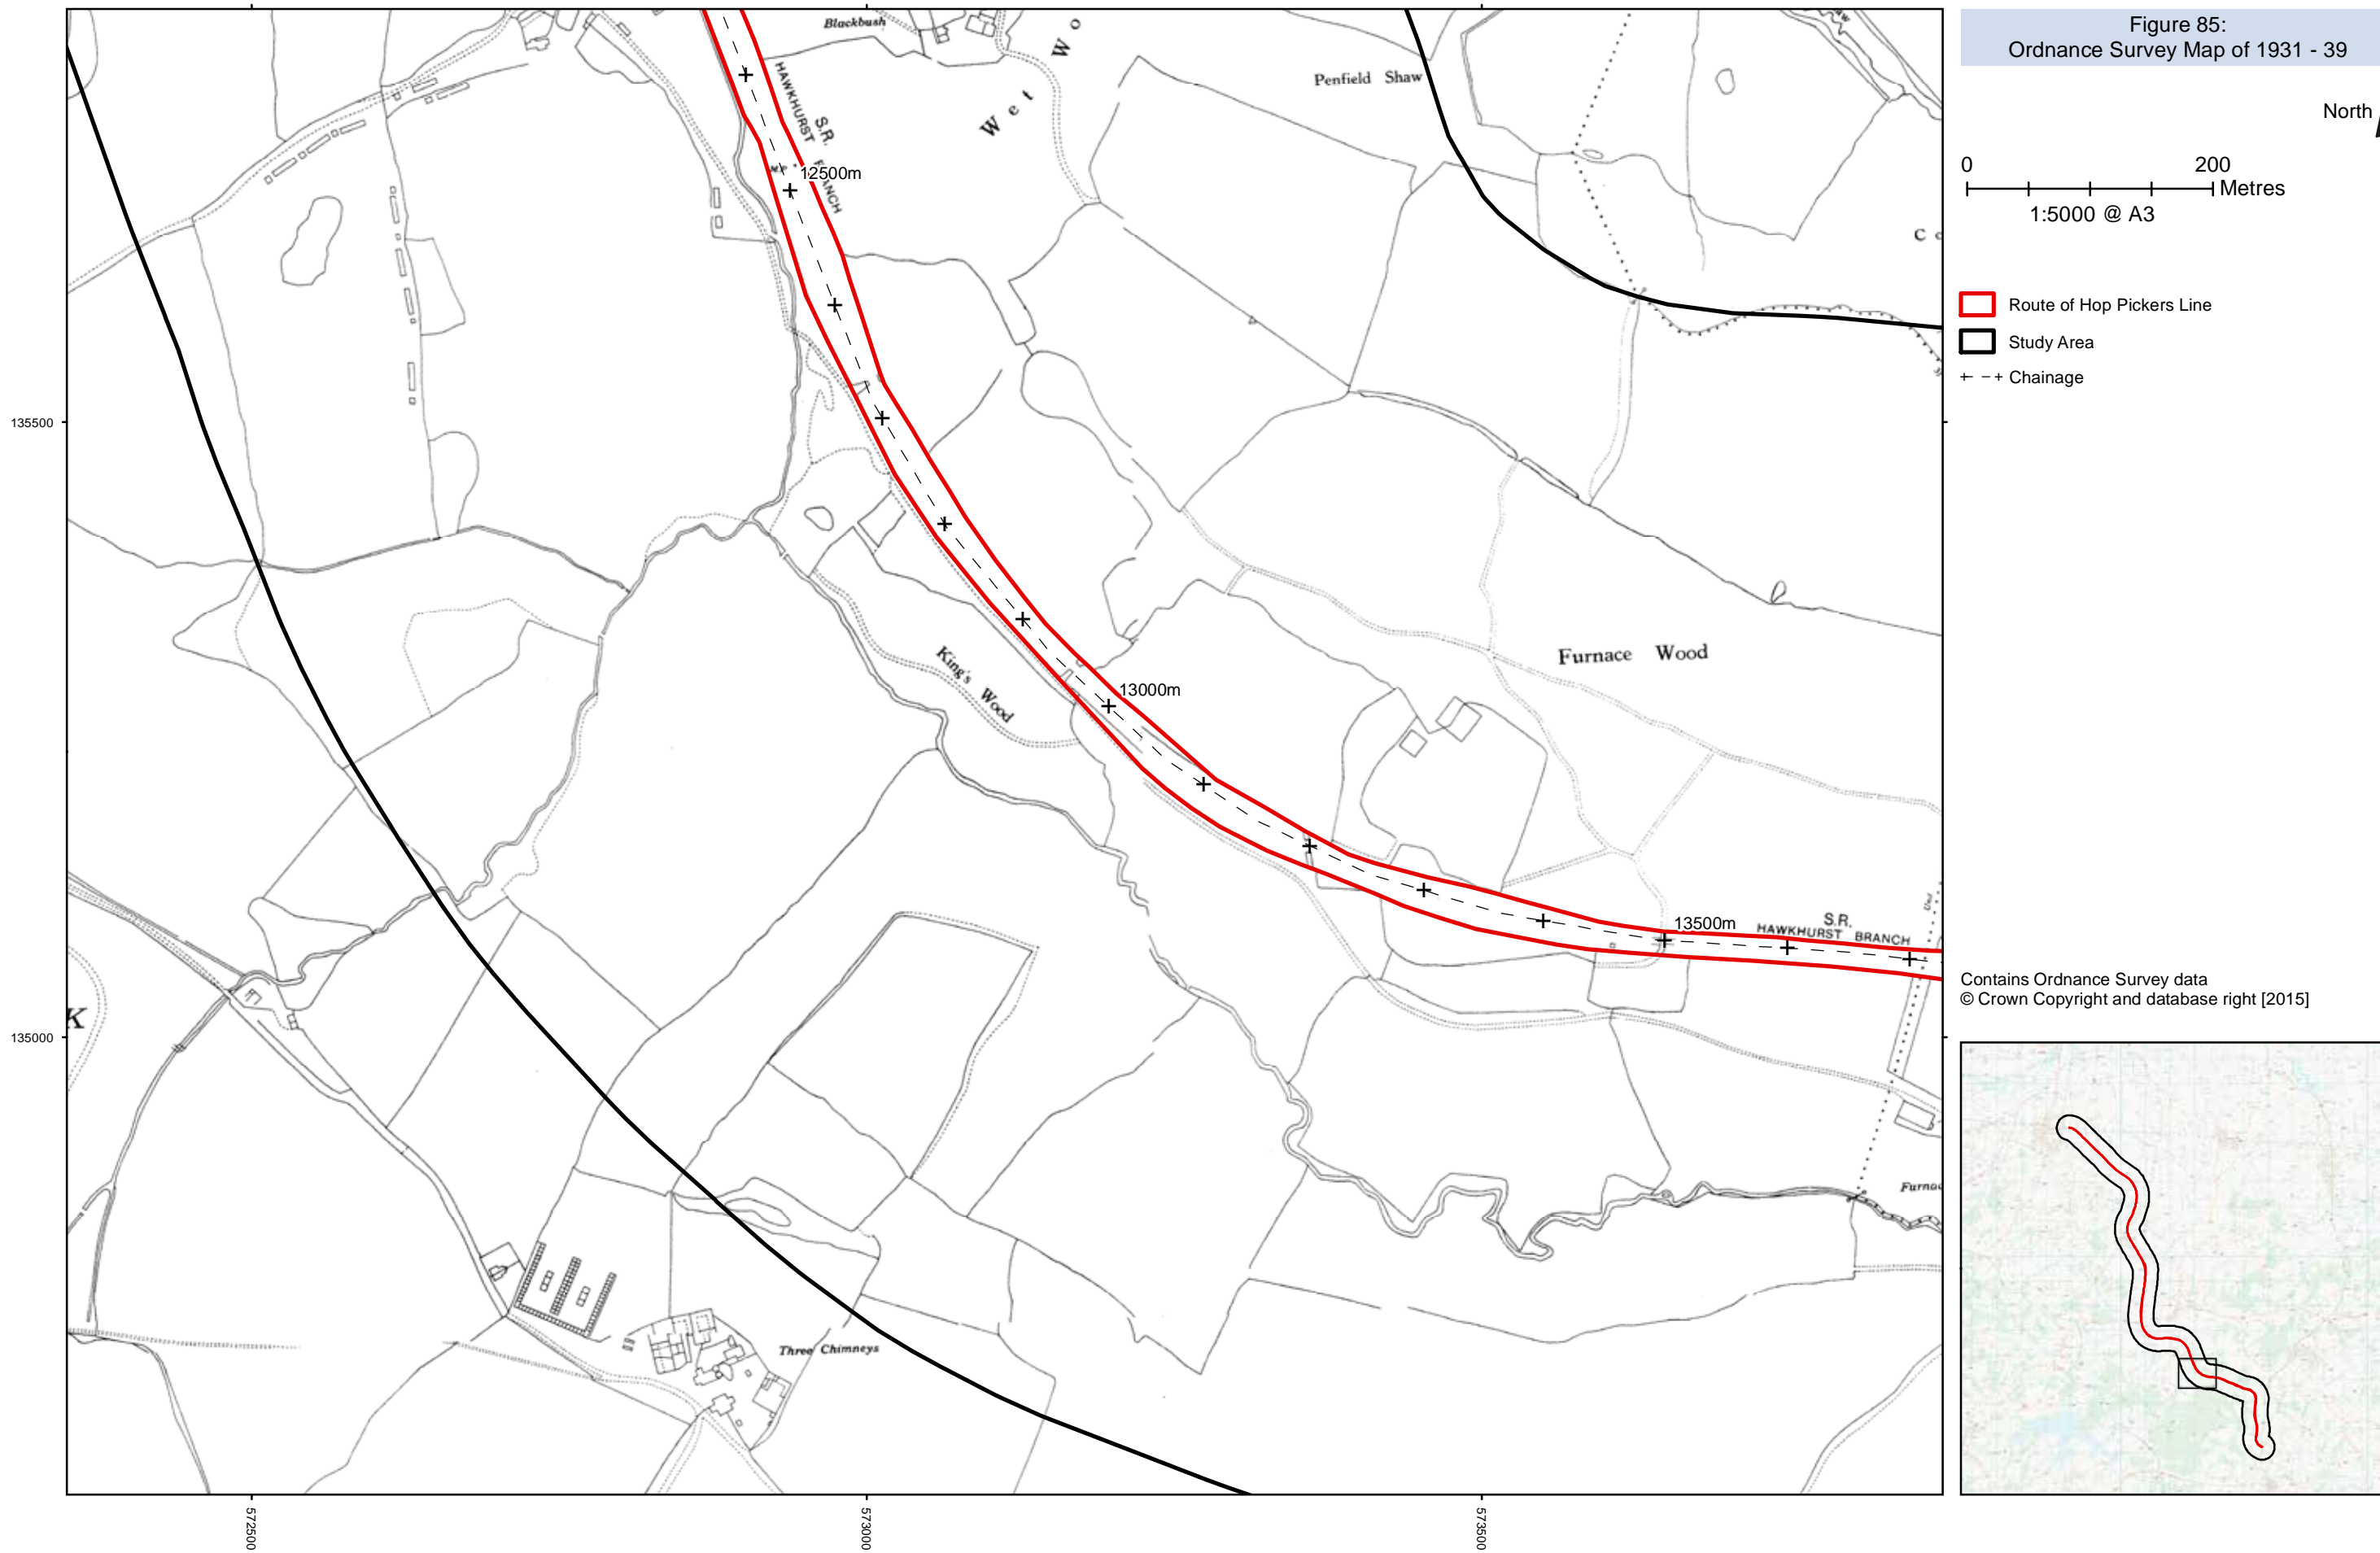 Figure 85:
Ordnance Survey Map of 1931 - 39
North
0 200
Metres
1:5000 @ A3
Route of Hop Pickers Line
Study Area
Chainage
Contains Ordnance Survey data
© Crown Copyright and database right [2015]
Blackbush
Wet Wo
Penfield Shaw
S.R.
HAWKHURST BRANCH
12500m
135500
Furnace Wood
King's Wood
13000m
13500m
S.R.
HAWKHURST BRANCH
K
135000
Furnac
Three Chimneys
572500
573000
573500